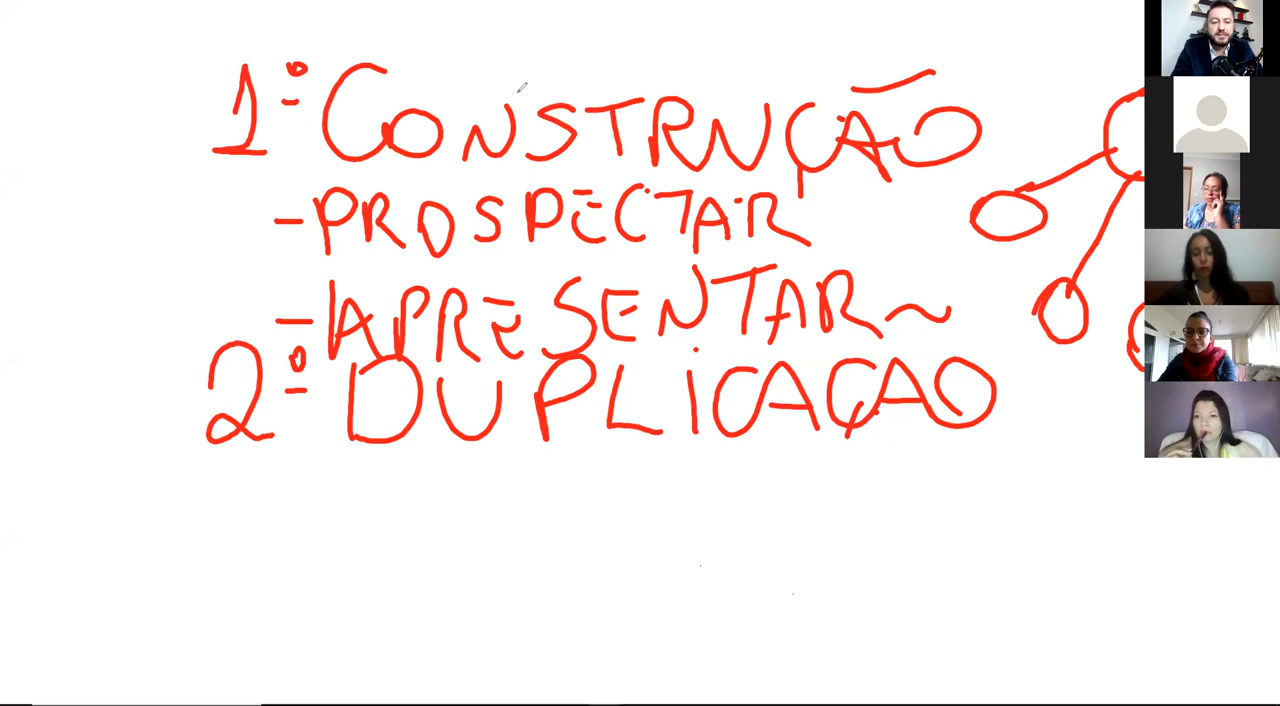 1º CONSTRUÇÃO
- PROSPECTAR
- APRESENTAR
2º DUPLICAÇÃO